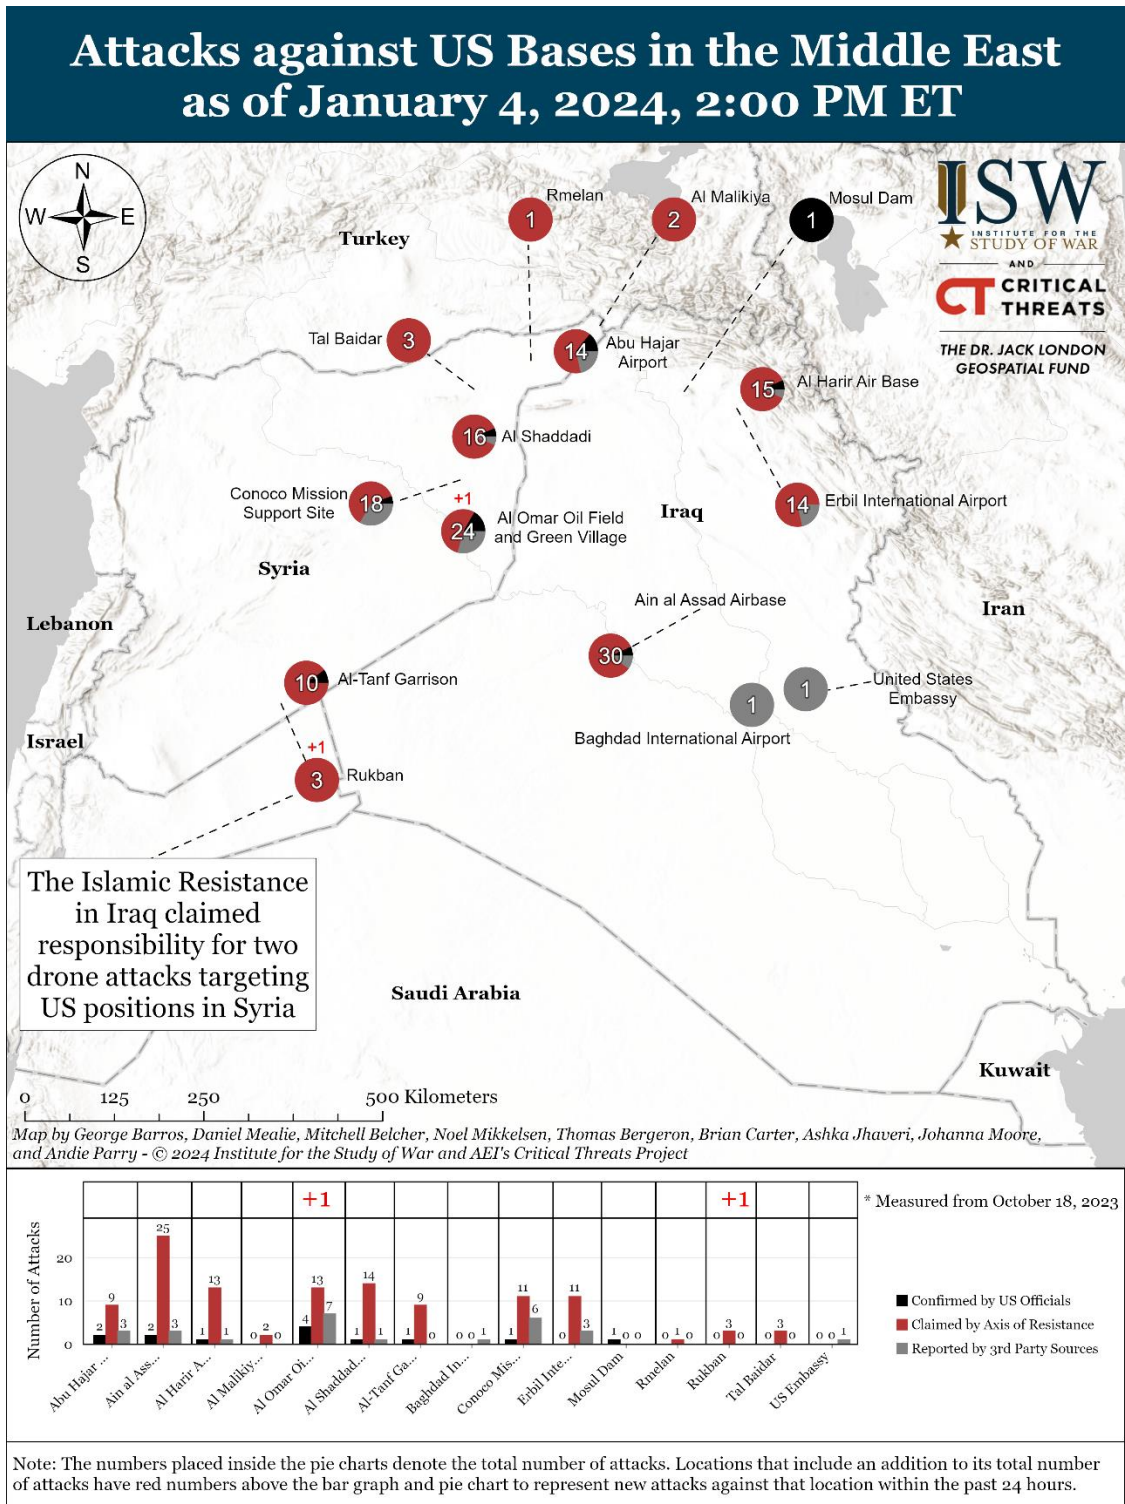 Attacks against US Bases in the Middle East
as of January 4, 2024, 2:00 PM ET
N
W
E
S
ISW
INSTITUTE FOR THE
STUDY OF WAR
AND
CT CRITICAL
THREATS
THE DR. JACK LONDON
GEOSPATIAL FUND
Turkey
Rmelan
1
Al Malikiya
2
Mosul Dam
1
Tal Baidar
3
14
Abu Hajar
Airport
15
Al Harir Air Base
16
Al Shaddadi
Conoco Mission
Support Site
18
+1
24
Al Omar Oil Field
and Green Village
Iraq
14
Erbil International Airport
Syria
Lebanon
Iran
Ain al Assad Airbase
30
10
Al-Tanf Garrison
1
United States
Embassy
1
Baghdad International Airport
Israel
+1
3
Rukban
The Islamic Resistance
in Iraq claimed
responsibility for two
drone attacks targeting
US positions in Syria
Saudi Arabia
Kuwait
0 125 250 500 Kilometers
Map by George Barros, Daniel Mealie, Mitchell Belcher, Noel Mikkelsen, Thomas Bergeron, Brian Carter, Ashka Jhaveri, Johanna Moore,
and Andie Parry - © 2024 Institute for the Study of War and AEI's Critical Threats Project
+1 +1
* Measured from October 18, 2023
Number of Attacks
20
10
0
2 9 3
2 25 3
1 13 1
0 2 0
4 13 7
1 14 1
1 9 0
0 0 1
1 11 6
0 11 3
1 0 0
0 1 0
0 3 0
0 3 0
0 0 1
Abu Hajar ...
Ain al Ass...
Al Harir A...
Al Malikiy...
Al Omar Oi...
Al Shaddad...
Al-Tanf Ga...
Baghdad In...
Conoco Mis...
Erbil Inte...
Mosul Dam
Rmelan
Rukban
Tal Baidar
US Embassy
Confirmed by US Officials
Claimed by Axis of Resistance
Reported by 3rd Party Sources
Note: The numbers placed inside the pie charts denote the total number of attacks. Locations that include an addition to its total number
of attacks have red numbers above the bar graph and pie chart to represent new attacks against that location within the past 24 hours.